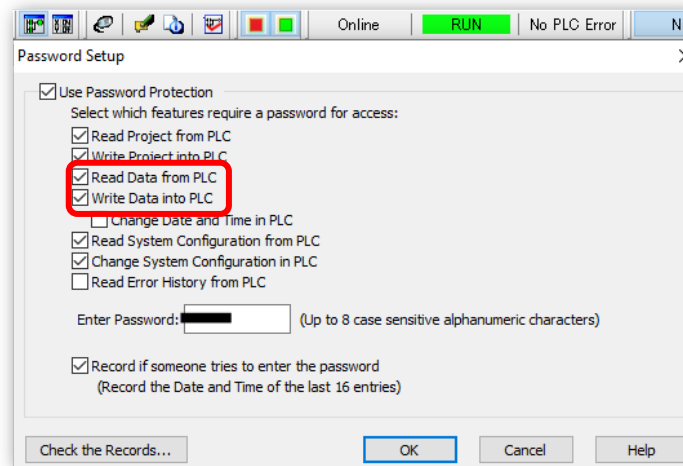 Online RUN No PLC Error N
Password Setup
Use Password Protection
Select which features require a password for access:
Read Project from PLC
Write Project into PLC
Read Data from PLC
Write Data into PLC
Change Date and Time in PLC
Read System Configuration from PLC
Change System Configuration in PLC
Read Error History from PLC
Enter Password: (Up to 8 case sensitive alphanumeric characters)
Record if someone tries to enter the password
(Record the Date and Time of the last 16 entries)
Check the Records... OK Cancel Help